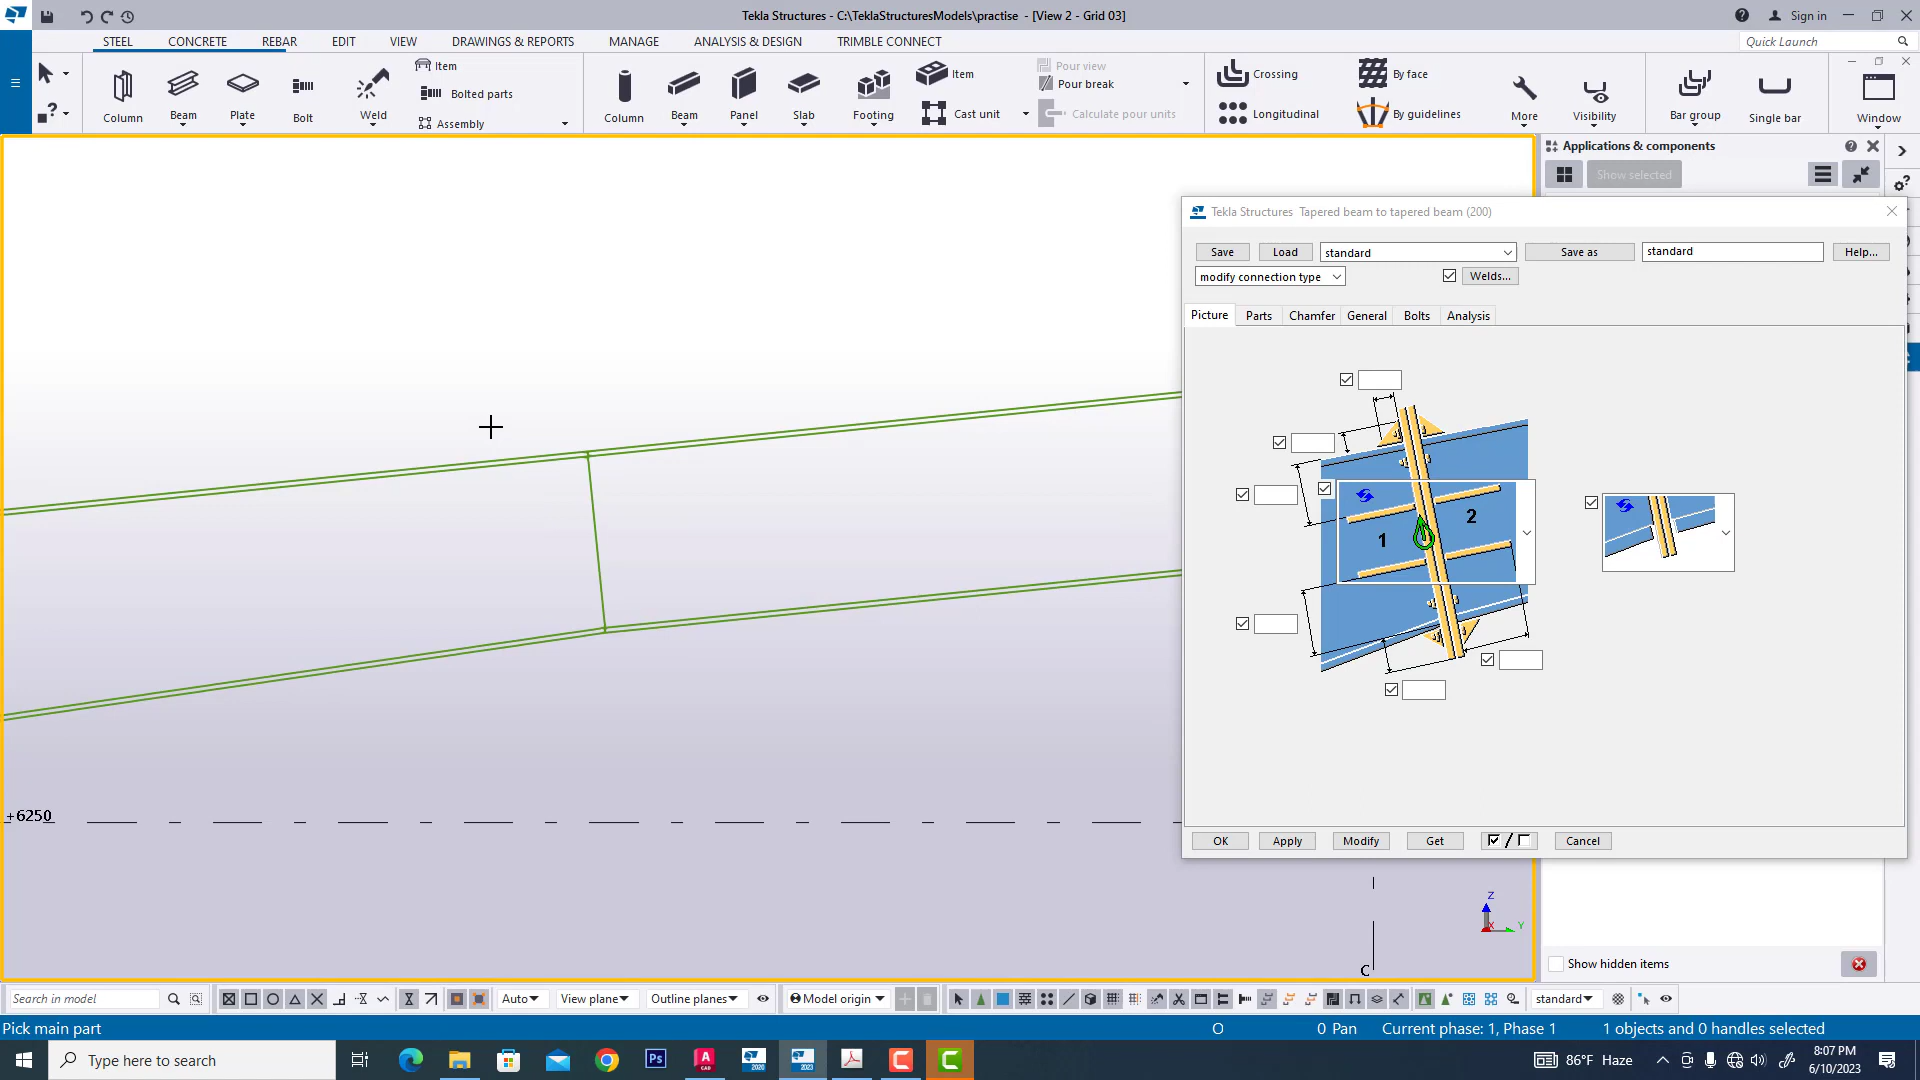 Tekla Structures - C:\TeklaStructuresModels\practise - [View 2 - Grid 03]
Sign in
STEEL CONCRETE REBAR EDIT VIEW DRAWINGS & REPORTS MANAGE ANALYSIS & DESIGN TRIMBLE CONNECT
Quick Launch
Column Beam Plate Bolt Weld
Item
Bolted parts
Assembly
Column Beam Panel Slab Footing
Item
Cast unit
Pour view
Pour break
Calculate pour units
Crossing
Longitudinal
By face
By guidelines
More
Visibility
Bar group
Single bar
Window
Applications & components
Show selected
Tekla Structures Tapered beam to tapered beam (200)
Save Load standard Save as standard Help...
modify connection type Welds...
Picture Parts Chamfer General Bolts Analysis
1
2
OK Apply Modify Get / Cancel
+6250
C
Z
Y
X
Show hidden items
Search in model Auto View plane Outline planes Model origin standard
Pick main part
O 0 Pan Current phase: 1, Phase 1 1 objects and 0 handles selected
Type here to search
Ps
A
CAD
2020
2023
86°F Haze
8:07 PM
6/10/2023